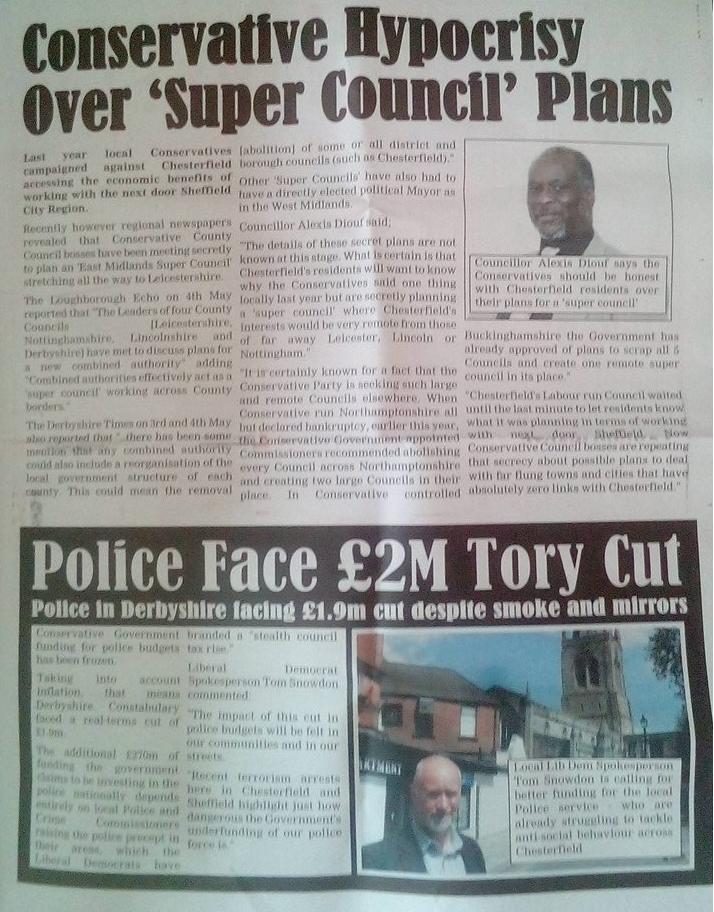 Conservative Hypocrisy
Over 'Super Council' Plans
Last year local Conservatives
campaigned against Chesterfield
accessing the economic benefits of
working with the next door Sheffield
City Region.
Recently however regional newspapers
revealed that Conservative County
Council bosses have been meeting secretly
to plan an 'East Midlands Super Council'
stretching all the way to Leicestershire.
The Loughborough Echo on 4th May
reported that "The Leaders of four County
Councils [Leicestershire,
Nottinghamshire, Lincolnshire and
Derbyshire) have met to discuss plans for
a new combined authority" adding
"Combined authorities effectively act as a
'super council' working across County
borders."
The Derbyshire Times on 3rd and 4th May
also reported that "..there has been some
mention that any combined authority
could also include a reorganisation of the
local government structure of each
county. This could mean the removal
[abolition] of some or all district and
borough councils (such as Chesterfield)."
Other 'Super Councils' have also had to
have a directly elected political Mayor as
in the West Midlands.
Councillor Alexis Diouf said;
"The details of these secret plans are not
known at this stage. What is certain is that
Chesterfield's residents will want to know
why the Conservatives said one thing
locally last year but are secretly planning
a 'super council' where Chesterfield's
interests would be very remote from those
of far away Leicester, Lincoln or
Nottingham."
"It is certainly known for a fact that the
Conservative Party is seeking such large
and remote Councils elsewhere. When
Conservative run Northamptonshire all
but declared bankruptcy, earlier this year,
the Conservative Government appointed
Commissioners recommended abolishing
every Council across Northamptonshire
and creating two large Councils in their
place. In Conservative controlled
Councillor Alexis Diouf says the
Conservatives should be honest
with Chesterfield residents over
their plans for a 'super council'
Buckinghamshire the Government has
already approved of plans to scrap all 5
Councils and create one remote super
council in its place."
"Chesterfield's Labour run Council waited
until the last minute to let residents know
what it was planning in terms of working
with next door Sheffield. Now
Conservative Council bosses are repeating
that secrecy about possible plans to deal
with far flung towns and cities that have
absolutely zero links with Chesterfield."
Police Face £2M Tory Cut
Police in Derbyshire facing £1.9m cut despite smoke and mirrors
Conservative Government
funding for police budgets
has been frozen.
Taking into account
inflation, that means
Derbyshire Constabulary
faced a real-terms cut of
£1.9m.
The additional £270m of
funding the government
claims to be investing in the
police nationally depends
entirely on local Police and
Crime Commissioners
raising the police precept in
their areas, which the
Liberal Democrats have
branded a "stealth council
tax rise."
Liberal Democrat
Spokesperson Tom Snowdon
commented:
"The impact of this cut in
police budgets will be felt in
our communities and in our
streets.
"Recent terrorism arrests
here in Chesterfield and
Sheffield highlight just how
dangerous the Government's
underfunding of our police
force is."
Local Lib Dem Spokesperson
Tom Snowdon is calling for
better funding for the local
Police service - who are
already struggling to tackle
anti-social behaviour across
Chesterfield